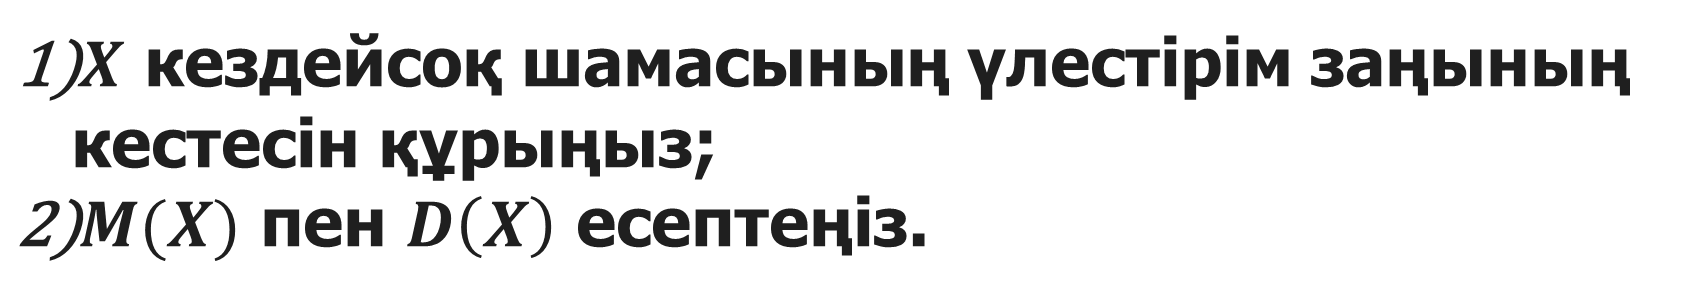 1)X кездейсоқ шамасының үлестірім заңының
кестесін құрыңыз;
2)M(X) пен D(X) есептеңіз.